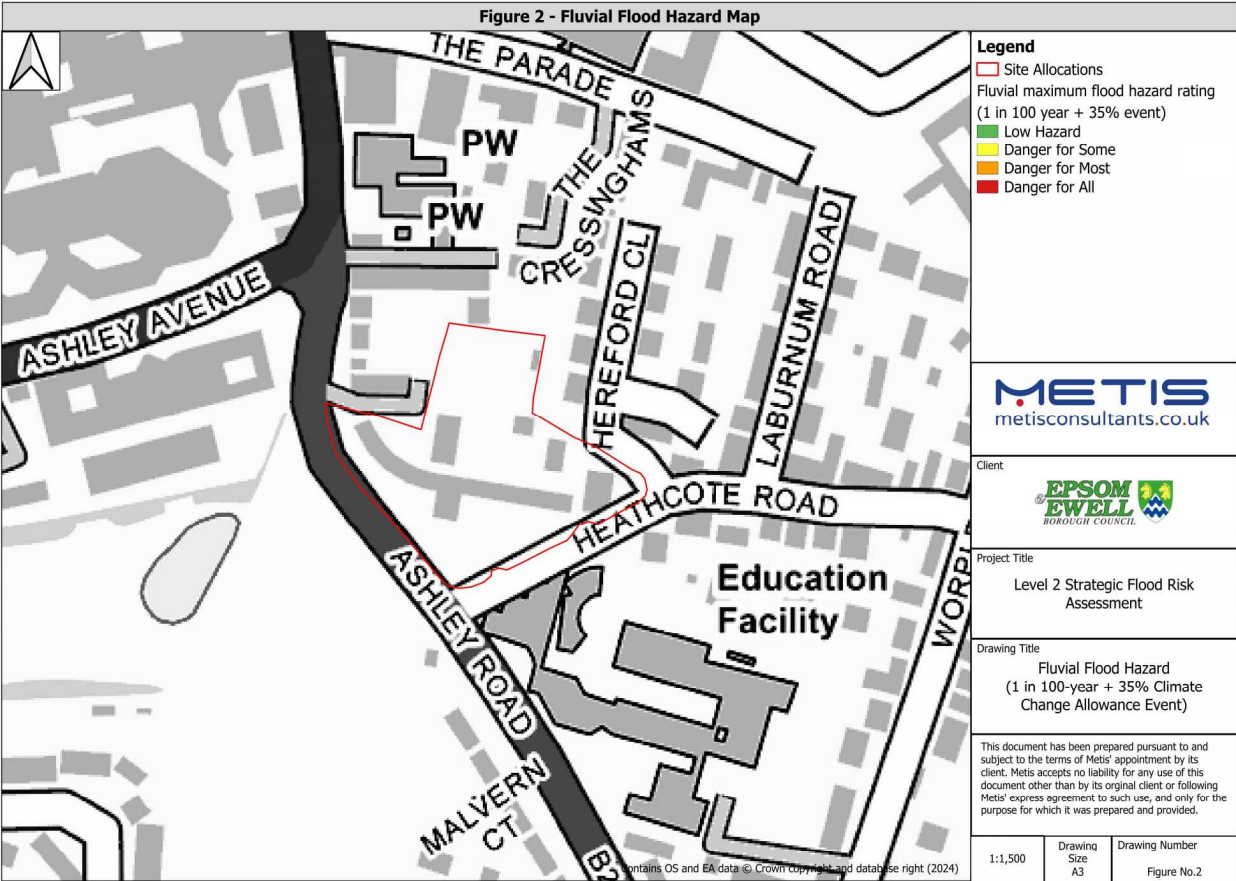 Figure 2 - Fluvial Flood Hazard Map
THE PARADE
PW
PW
THE
CRESSINGHAMS
HEREFORD CL
LABURNUM ROAD
ASHLEY AVENUE
HEATHCOTE ROAD
ASHLEY ROAD
Education
Facility
MALVERN
CT
WORPL
B2
Contains OS and EA data © Crown copyright and database right (2024)
Legend
Site Allocations
Fluvial maximum flood hazard rating
(1 in 100 year + 35% event)
Low Hazard
Danger for Some
Danger for Most
Danger for All
METIS
metisconsultants.co.uk
Client
EPSOM
& EWELL
BOROUGH COUNCIL
Project Title
Level 2 Strategic Flood Risk
Assessment
Drawing Title
Fluvial Flood Hazard
(1 in 100-year + 35% Climate
Change Allowance Event)
This document has been prepared pursuant to and
subject to the terms of Metis' appointment by its
client. Metis accepts no liability for any use of this
document other than by its orginal client or following
Metis' express agreement to such use, and only for the
purpose for which it was prepared and provided.
1:1,500
Drawing
Size
A3
Drawing Number
Figure No.2